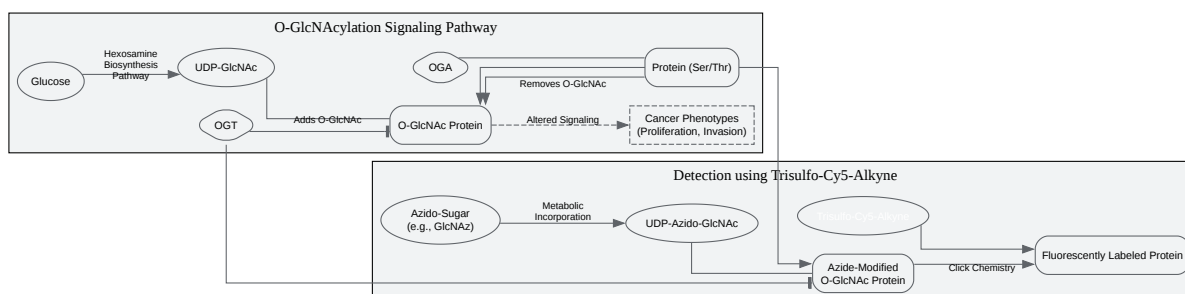 O-GlcNAcylation Signaling Pathway
Hexosamine
Biosynthesis
Pathway
Glucose
UDP-GlcNAc
OGA
Protein (Ser/Thr)
Removes O-GlcNAc
OGT
Adds O-GlcNAc
O-GlcNAc Protein
Altered Signaling
Cancer Phenotypes
(Proliferation, Invasion)
Detection using Trisulfo-Cy5-Alkyne
Azido-Sugar
(e.g., GlcNAz)
Metabolic
Incorporation
UDP-Azido-GlcNAc
Trisulfo-Cy5-Alkyne
Azide-Modified
O-GlcNAc Protein
Click Chemistry
Fluorescently Labeled Protein